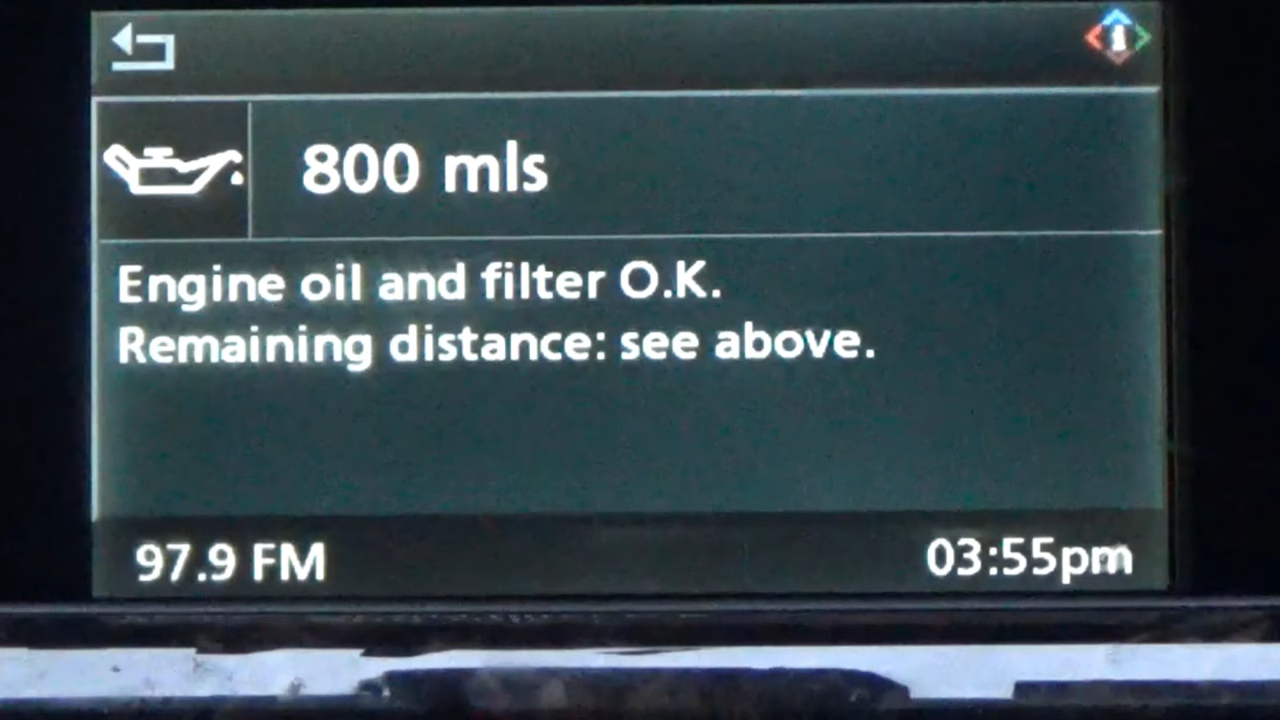 800 mls
Engine oil and filter O.K.
Remaining distance: see above.
97.9 FM 03:55pm